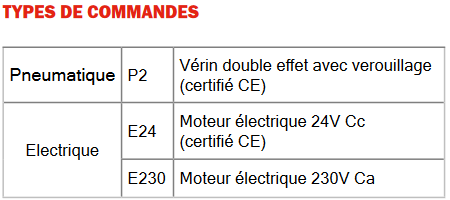 TYPES DE COMMANDES
Pneumatique P2 Vérin double effet avec verouillage
(certifié CE)
Electrique E24 Moteur électrique 24V Cc
(certifié CE)
E230 Moteur électrique 230V Ca